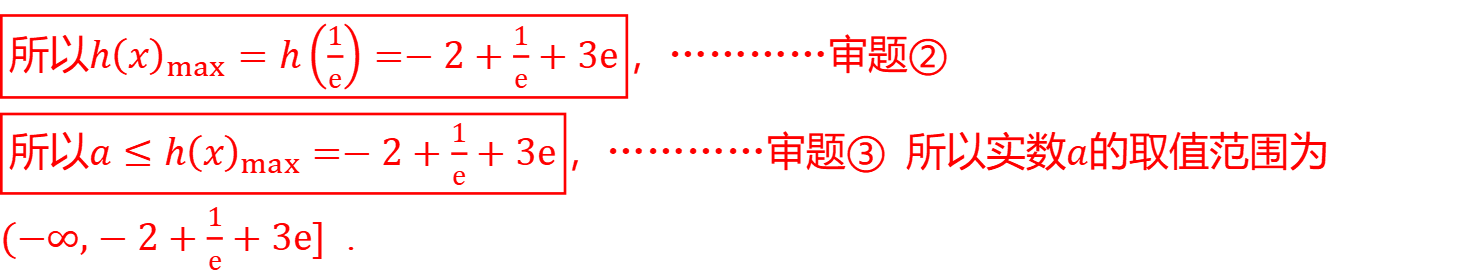 所以h(x)max = h(1/e) =− 2 + 1/e + 3e， …………审题②
所以a ≤ h(x)max =− 2 + 1/e + 3e， …………审题③ 所以实数a的取值范围为
(−∞, − 2 + 1/e + 3e] .